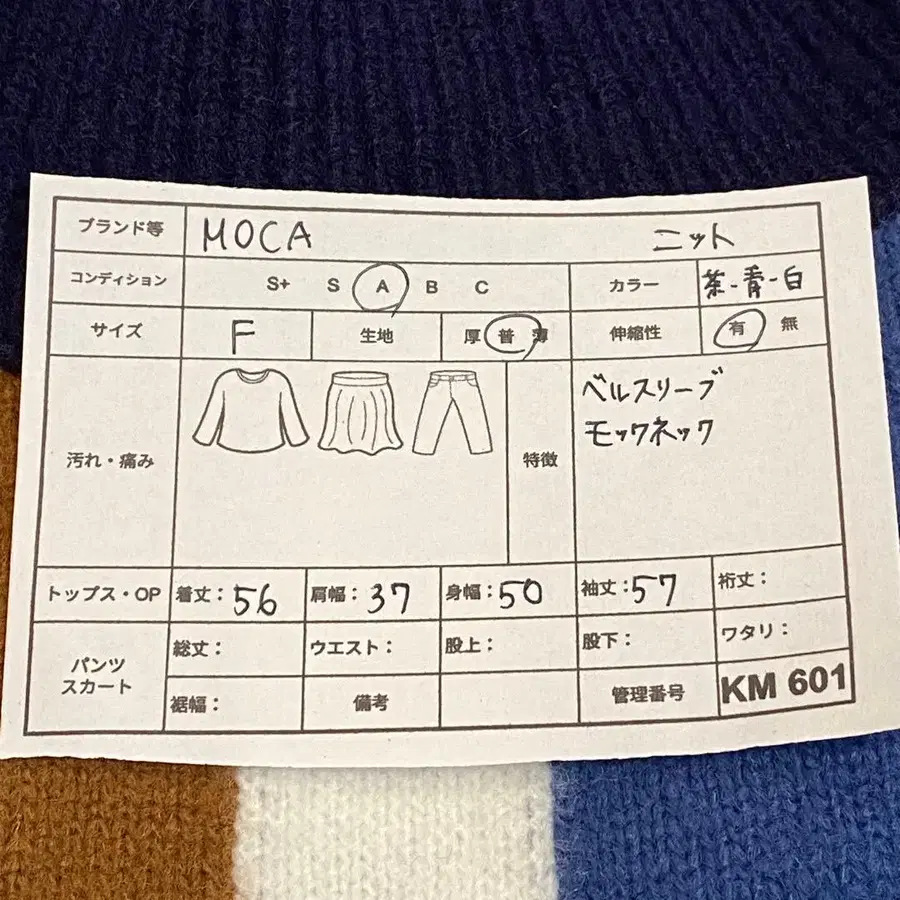 ブランド等 MOCA ニット
コンディション S+ S A B C カラー 茶-青-白
サイズ F 生地 厚 普 薄 伸縮性 有 無
汚れ・痛み 特徴 ベルスリーブ
モックネック
トップス・OP 着丈：56 肩幅：37 身幅：50 袖丈：57 裄丈：
パンツ
スカート
総丈： ウエスト： 股上： 股下： ワタリ：
裾幅： 備考 管理番号 KM 601